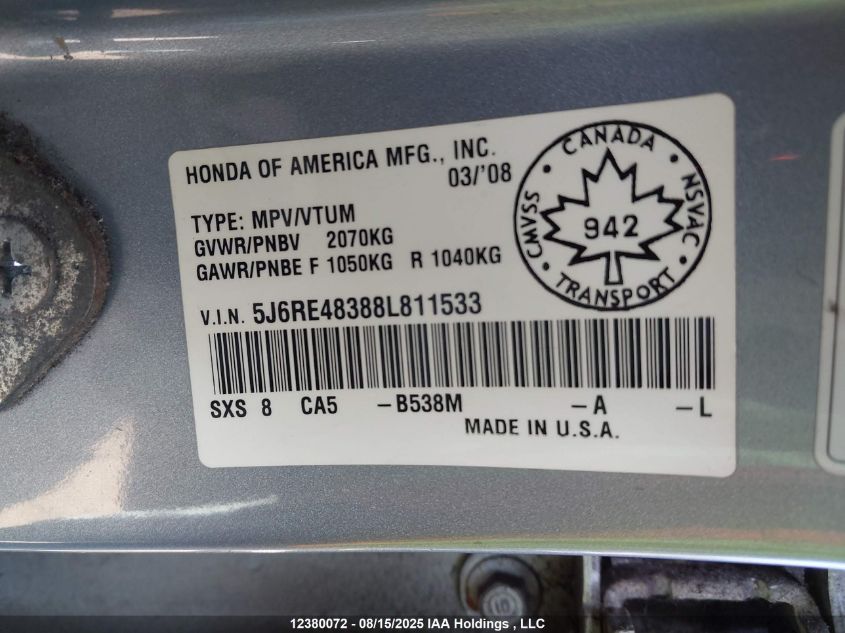 HONDA OF AMERICA MFG., INC.
03/'08
TYPE: MPV/VTUM
GVWR/PNBV 2070KG
GAWR/PNBE F 1050KG R 1040KG
V.I.N. 5J6RE48388L811533
SXS 8 CA5 -B538M -A -L
MADE IN U.S.A.
• CANADA •
CMVSS
NSVAC
942
• TRANSPORT •
10
12380072 - 08/15/2025 IAA Holdings , LLC